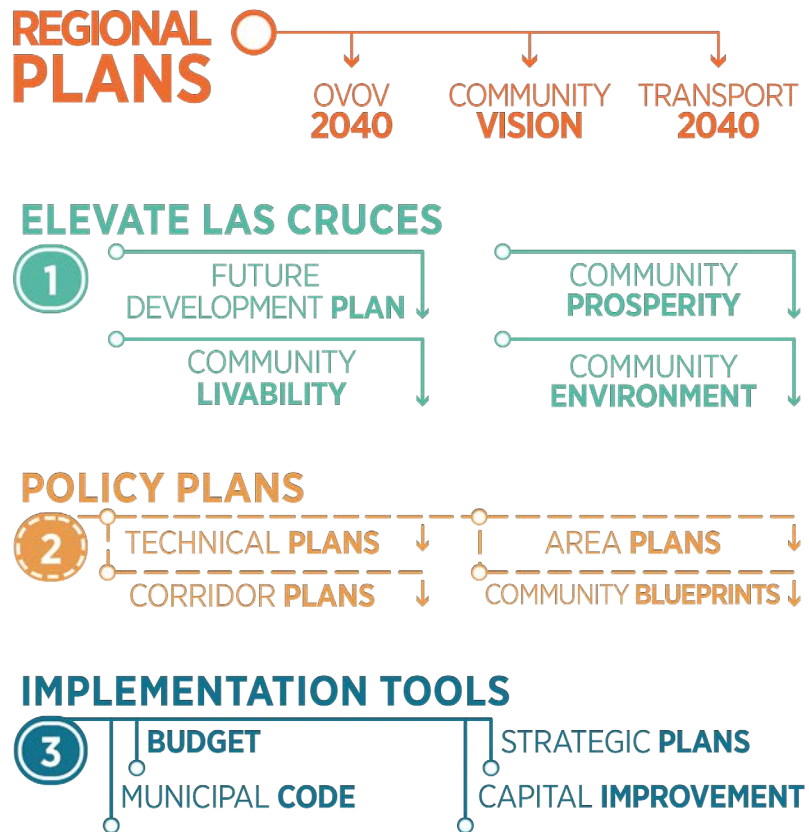 REGIONAL
PLANS
OVOV
2040
COMMUNITY
VISION
TRANSPORT
2040
ELEVATE LAS CRUCES
1
FUTURE
DEVELOPMENT PLAN
COMMUNITY
PROSPERITY
COMMUNITY
LIVABILITY
COMMUNITY
ENVIRONMENT
POLICY PLANS
2
TECHNICAL PLANS
AREA PLANS
CORRIDOR PLANS
COMMUNITY BLUEPRINTS
IMPLEMENTATION TOOLS
3
BUDGET
STRATEGIC PLANS
MUNICIPAL CODE
CAPITAL IMPROVEMENT